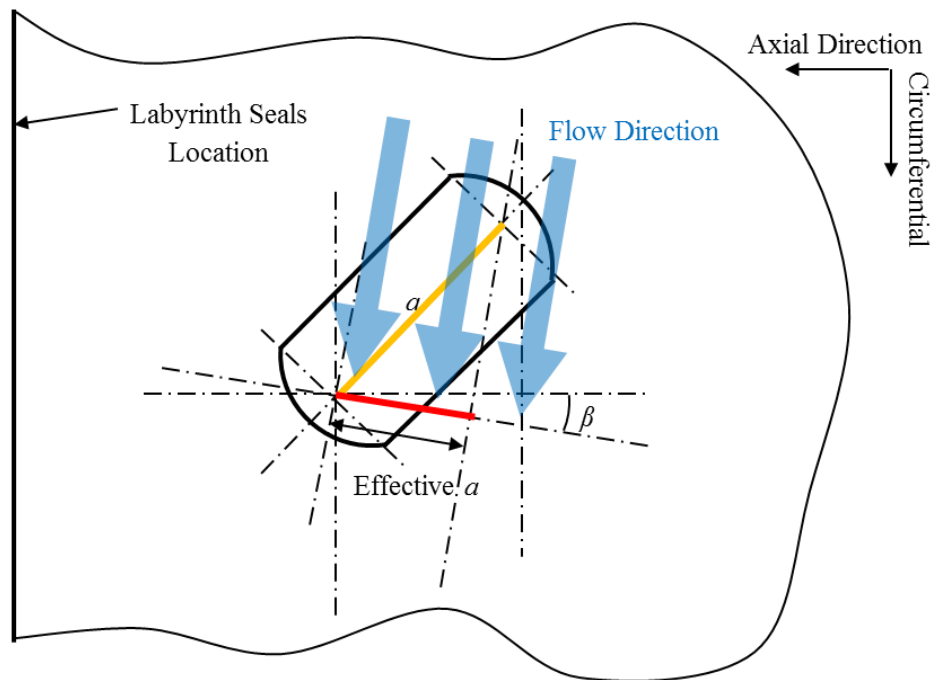 Axial Direction
Circumferential
Labyrinth Seals
Location
Flow Direction
a
β
Effective a